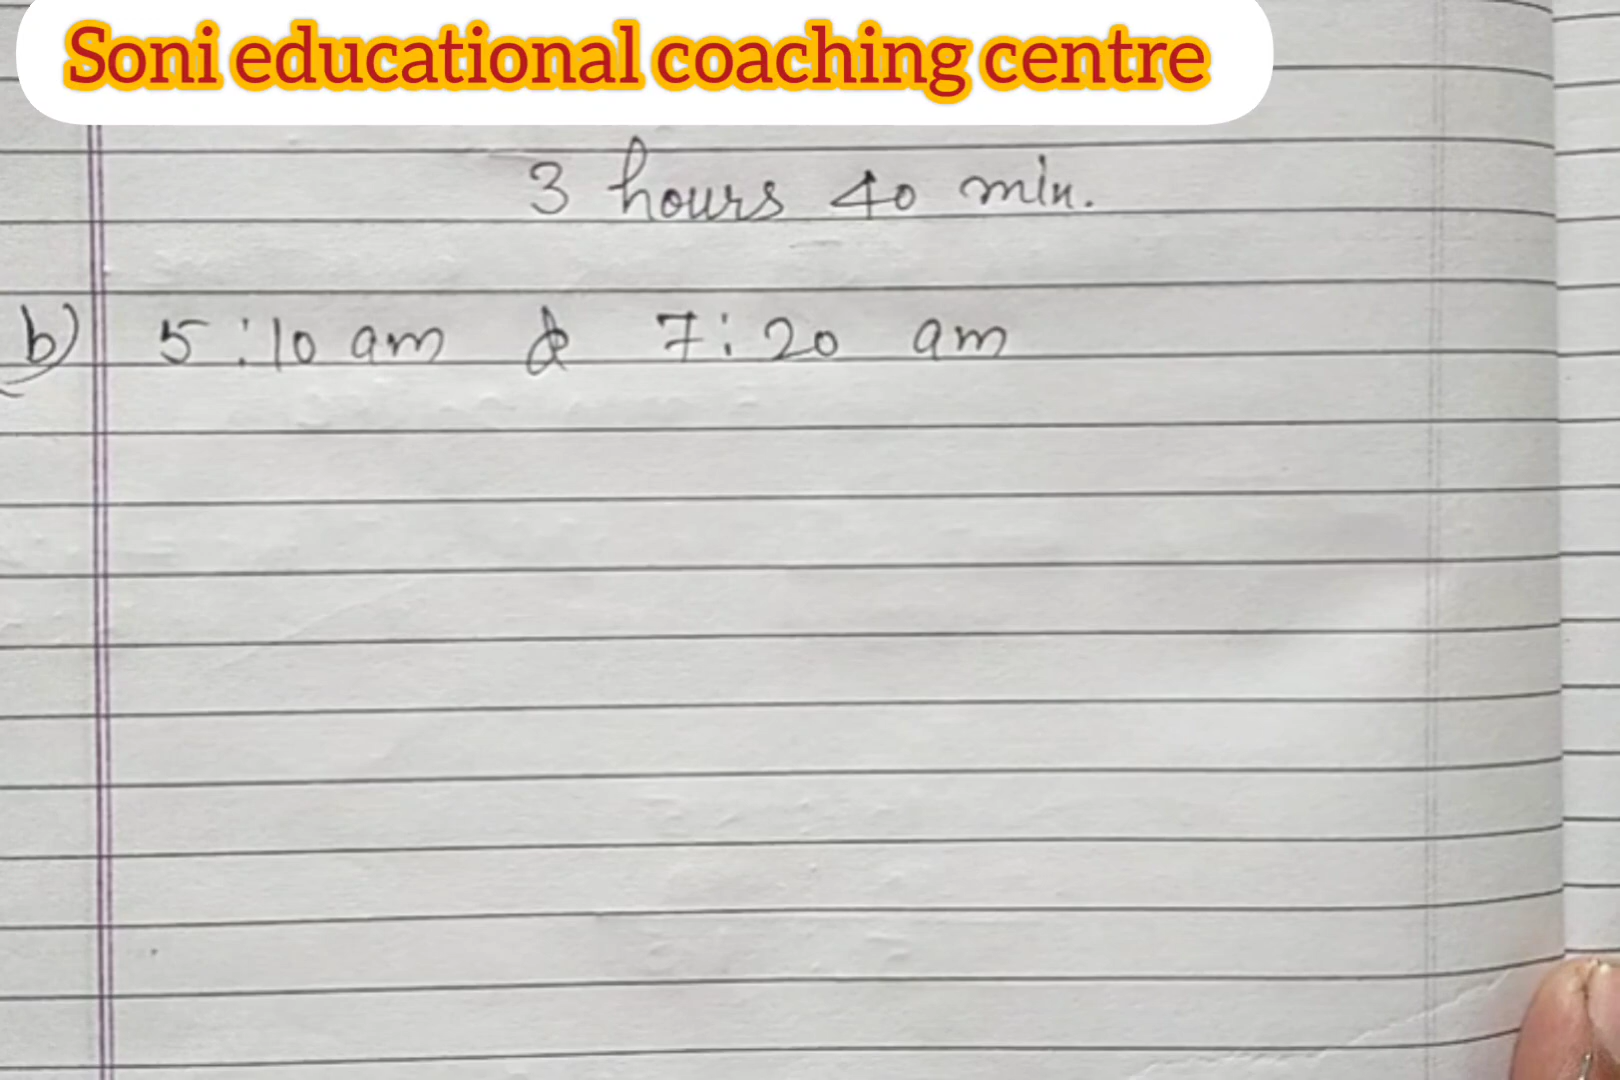 Soni educational coaching centre
3 hours 40 min.
b) 5:10 am & 7:20 am